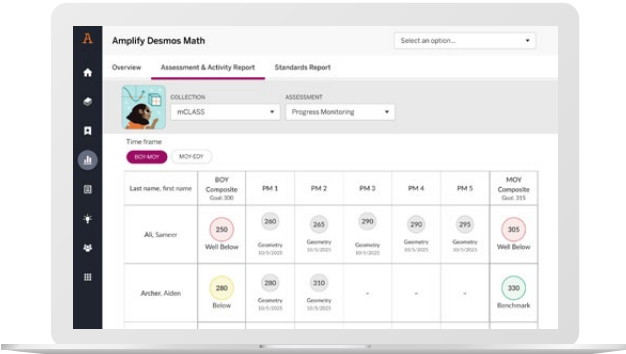 A
Amplify Desmos Math
Select an option...
Overview Assessment & Activity Report Standards Report
COLLECTION ASSESSMENT
mCLASS Progress Monitoring
Time frame
BOY-MOY MOY-EOY
Last name, first name BOY Composite Goal: 300 PM 1 PM 2 PM 3 PM 4 PM 5 MOY Composite Goal: 315
Ali, Sameer 250 260 265 290 290 295 305
Well Below Geometry Geometry Geometry Geometry Geometry Well Below
10/5/2025 10/5/2025 10/5/2025 10/5/2025 10/5/2025
Archer, Aiden 280 280 310 - - - 330
Below Geometry Geometry Benchmark
10/5/2025 10/5/2025